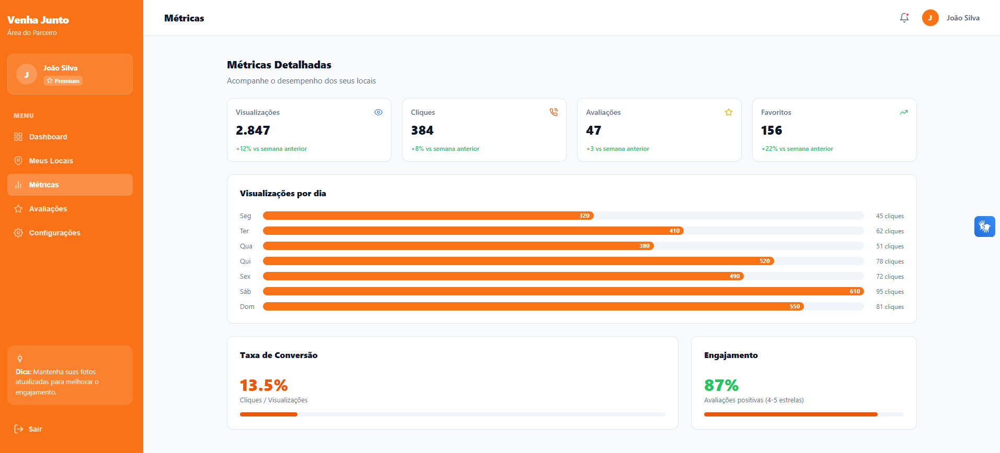 Venha Junto
Área do Parceiro
J
João Silva
Premium
MENU
Dashboard
Meus Locais
Métricas
Avaliações
Configurações
Dica: Mantenha suas fotos
atualizadas para melhorar o
engajamento.
Sair
Métricas
J
João Silva
Métricas Detalhadas
Acompanhe o desempenho dos seus locais
Visualizações
2.847
+12% vs semana anterior
Cliques
384
+8% vs semana anterior
Avaliações
47
+3 vs semana anterior
Favoritos
156
+22% vs semana anterior
Visualizações por dia
Seg 320 45 cliques
Ter 410 62 cliques
Qua 380 51 cliques
Qui 520 78 cliques
Sex 490 72 cliques
Sáb 610 95 cliques
Dom 550 81 cliques
Taxa de Conversão
13.5%
Cliques / Visualizações
Engajamento
87%
Avaliações positivas (4-5 estrelas)